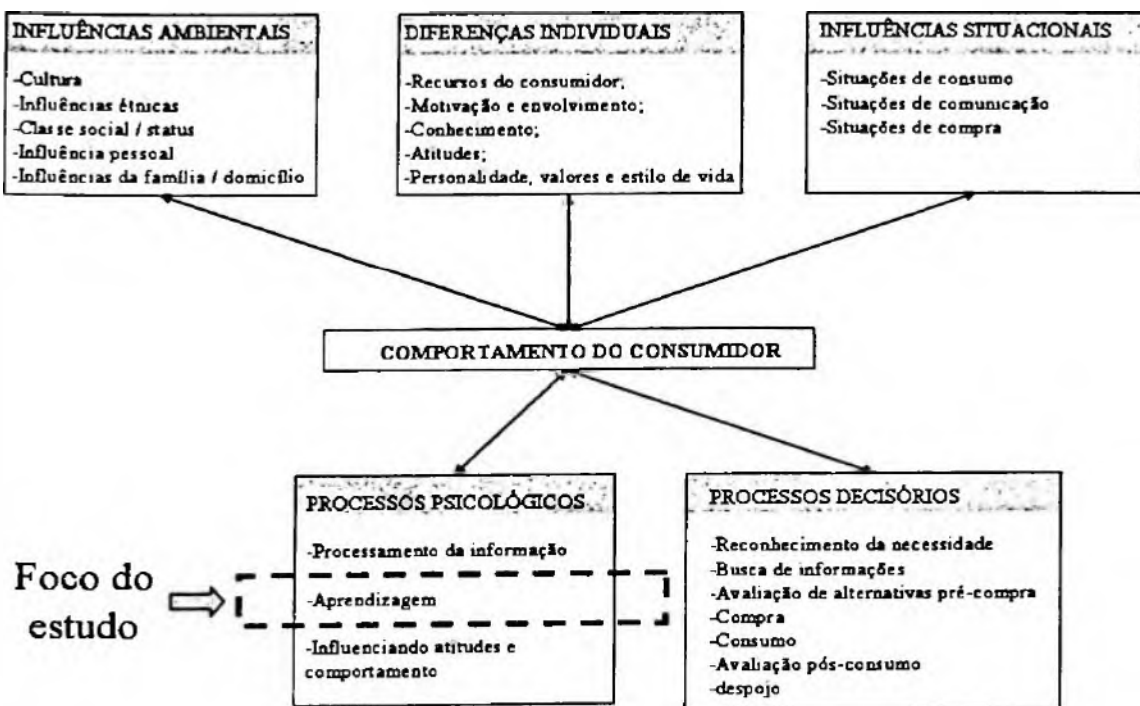 INFLUÊNCIAS AMBIENTAIS
-Cultura
-Influências étnicas
-Classe social / status
-Influência pessoal
-Influências da família / domicílio
DIFERENÇAS INDIVIDUAIS
-Recursos do consumidor;
-Motivação e envolvimento;
-Conhecimento;
-Atitudes;
-Personalidade, valores e estilo de vida
INFLUÊNCIAS SITUACIONAIS
-Situações de consumo
-Situações de comunicação
-Situações de compra
COMPORTAMENTO DO CONSUMIDOR
Foco do
estudo
PROCESSOS PSICOLÓGICOS
-Processamento da informação
-Aprendizagem
-Influenciando atitudes e
comportamento
PROCESSOS DECISÓRIOS
-Reconhecimento da necessidade
-Busca de informações
-Avaliação de alternativas pré-compra
-Compra
-Consumo
-Avaliação pós-consumo
-despojo